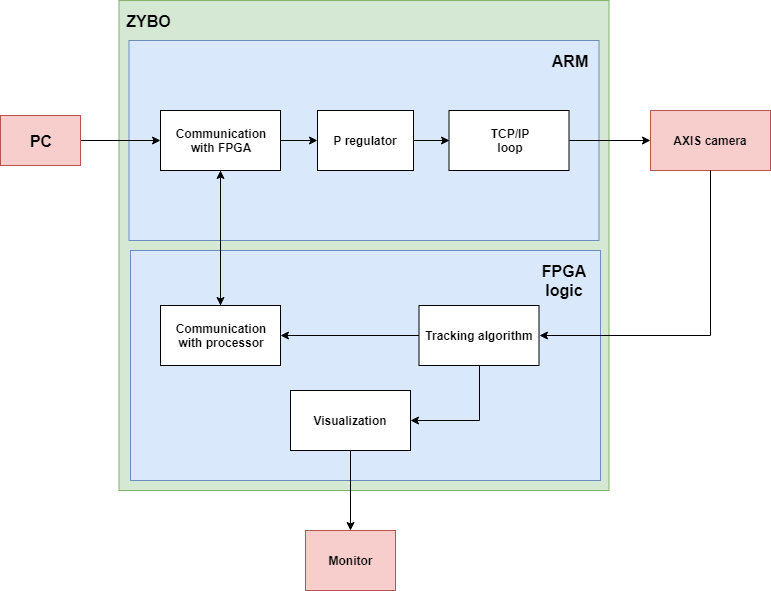 ZYBO
ARM
PC
Communication
with FPGA
P regulator
TCP/IP
loop
AXIS camera
FPGA
logic
Communication
with processor
Tracking algorithm
Visualization
Monitor